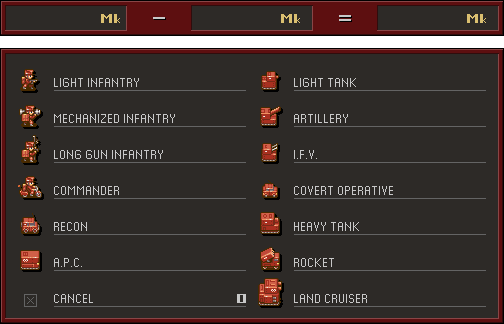 Mk – Mk = Mk
LIGHT INFANTRY
MECHANIZED INFANTRY
LONG GUN INFANTRY
COMMANDER
RECON
A.P.C.
CANCEL 0
LIGHT TANK
ARTILLERY
I.F.Y.
COVERT OPERATIVE
HEAVY TANK
ROCKET
LAND CRUISER